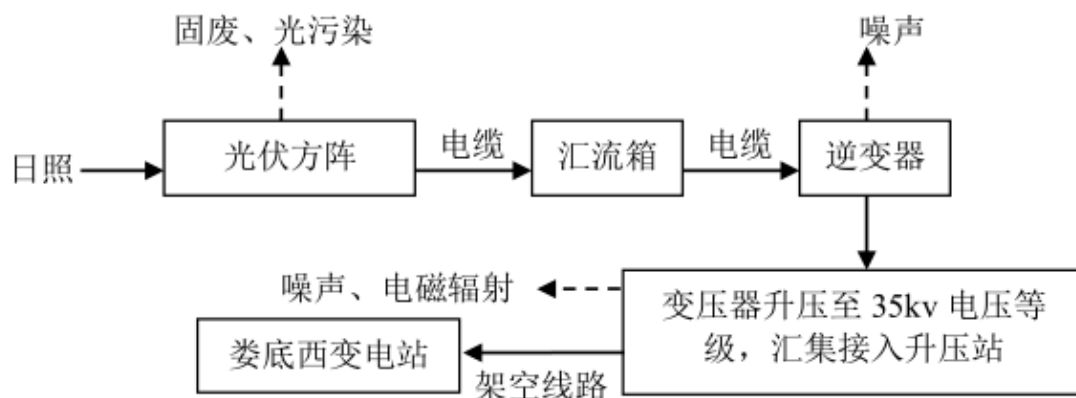 固废、光污染
噪声
日照
光伏方阵
电缆
汇流箱
电缆
逆变器
噪声、电磁辐射
变压器升压至 35kv 电压等
级，汇集接入升压站
娄底西变电站
架空线路